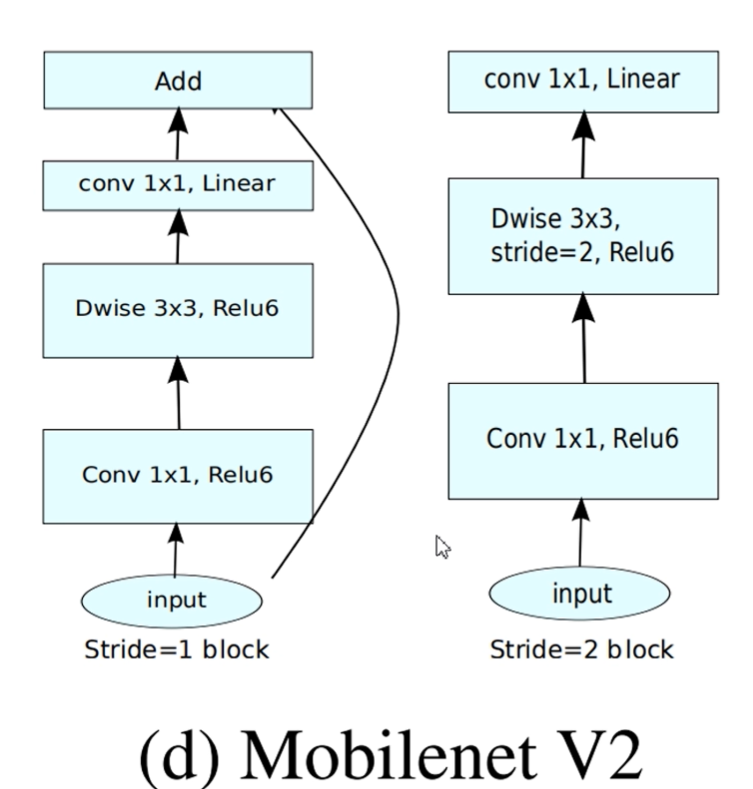 Add
conv 1x1, Linear
Dwise 3x3, Relu6
Conv 1x1, Relu6
input
Stride=1 block
conv 1x1, Linear
Dwise 3x3,
stride=2, Relu6
Conv 1x1, Relu6
input
Stride=2 block
(d) Mobilenet V2